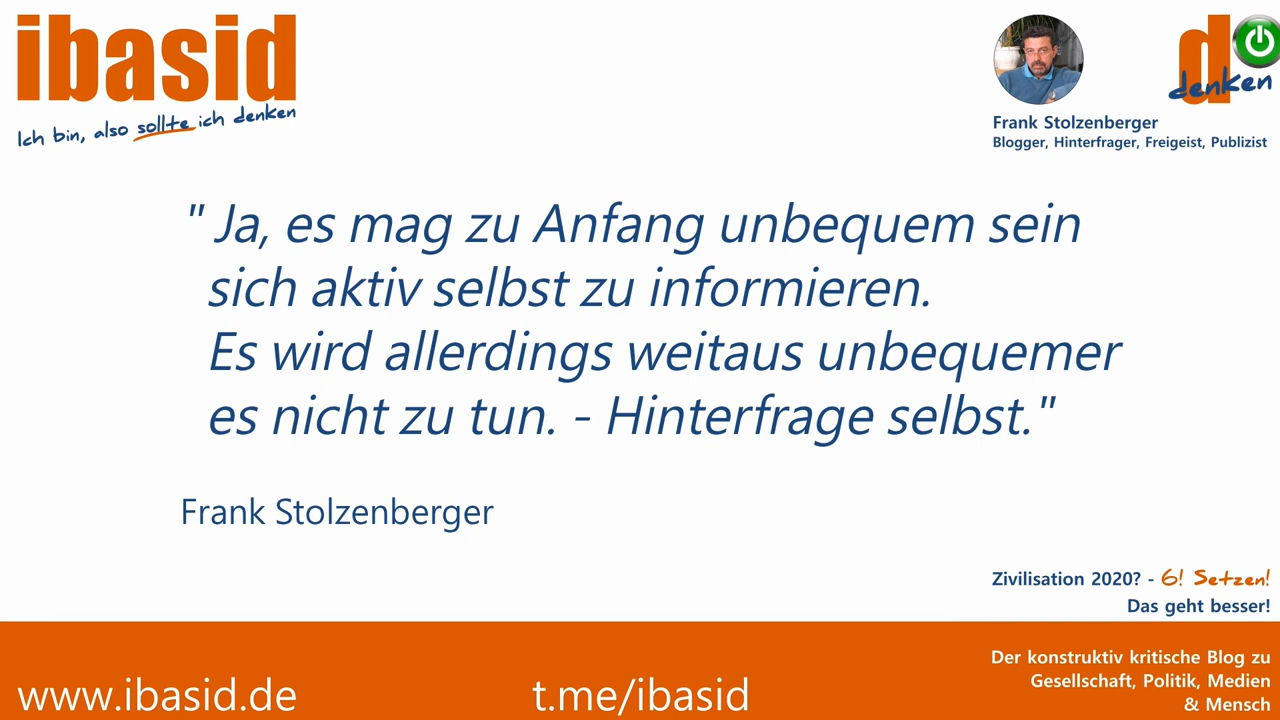 ibasid
Ich bin, also sollte ich denken
d
denken
Frank Stolzenberger
Blogger, Hinterfrager, Freigeist, Publizist
" Ja, es mag zu Anfang unbequem sein
sich aktiv selbst zu informieren.
Es wird allerdings weitaus unbequemer
es nicht zu tun. - Hinterfrage selbst."
Frank Stolzenberger
Zivilisation 2020? - 6! Setzen!
Das geht besser!
Der konstruktiv kritische Blog zu
Gesellschaft, Politik, Medien
& Mensch
www.ibasid.de
t.me/ibasid